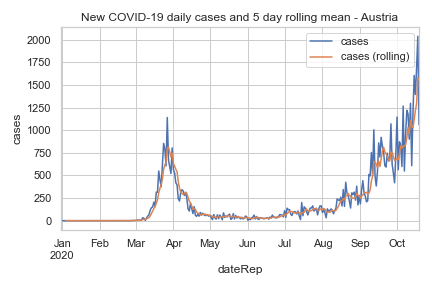 New COVID-19 daily cases and 5 day rolling mean - Austria
cases
cases (rolling)
2000
1750
1500
1250
1000
750
500
250
0
cases
Jan Feb Mar Apr May Jun Jul Aug Sep Oct
2020
dateRep